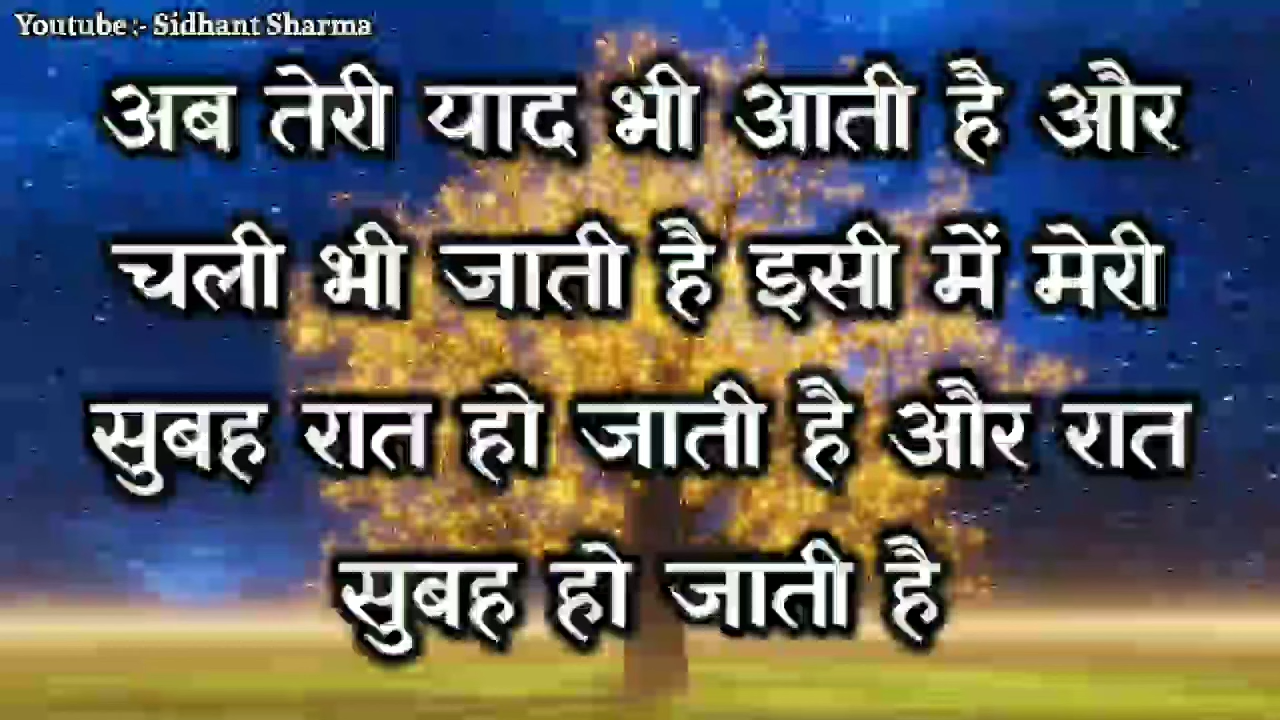 Youtube :- Sidhant Sharma
अब तेरी याद भी आती है और
चली भी जाती है इसी में मेरी
सुबह रात हो जाती है और रात
सुबह हो जाती है